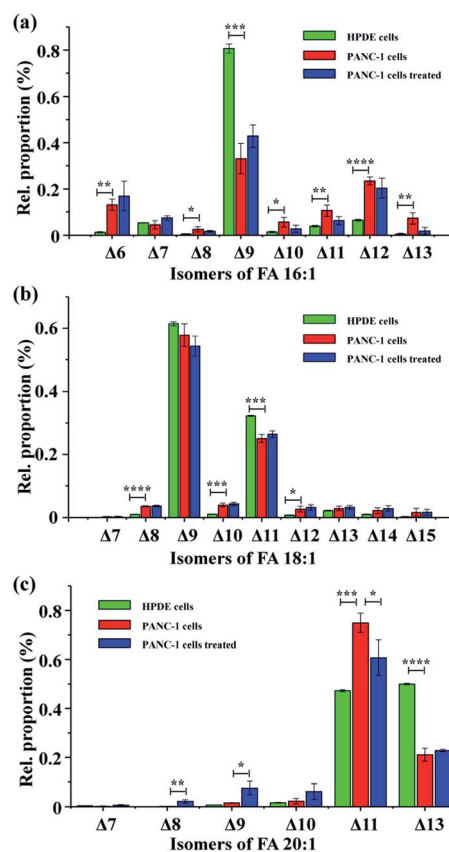 (a)
***
HPDE cells
PANC-1 cells
PANC-1 cells treated
Rel. proportion (%)
0.8
0.6
0.4
0.2
0
**
*
*
**
****
**
Δ6 Δ7 Δ8 Δ9 Δ10 Δ11 Δ12 Δ13
Isomers of FA 16:1
(b)
HPDE cells
PANC-1 cells
PANC-1 cells treated
Rel. proportion (%)
0.6
0.4
0.2
0
****
***
***
*
Δ7 Δ8 Δ9 Δ10 Δ11 Δ12 Δ13 Δ14 Δ15
Isomers of FA 18:1
(c)
HPDE cells
PANC-1 cells
PANC-1 cells treated
Rel. proportion (%)
0.8
0.6
0.4
0.2
0
**
*
*** *
****
Δ7 Δ8 Δ9 Δ10 Δ11 Δ13
Isomers of FA 20:1